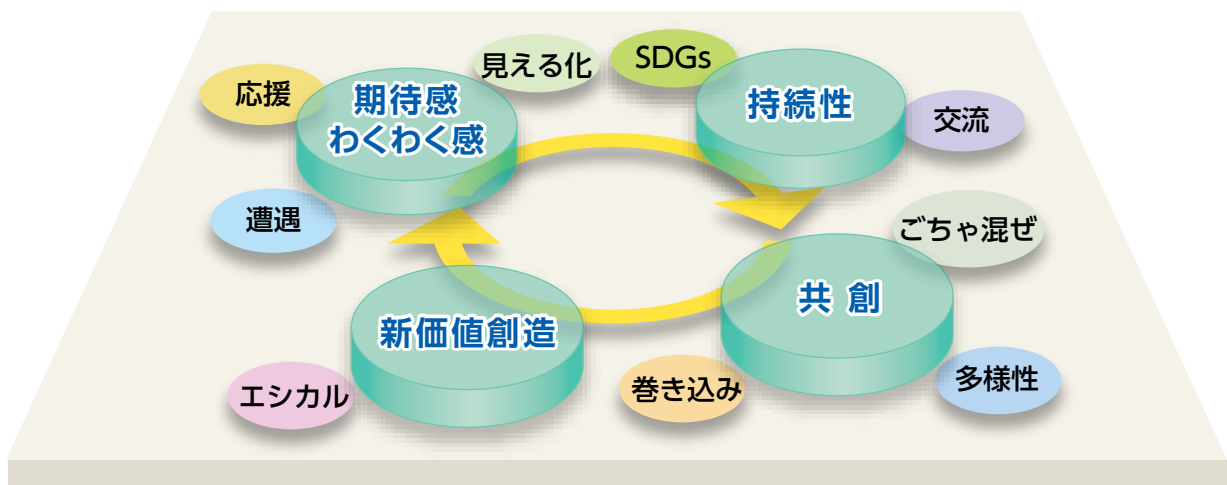 見える化
SDGs
応援
期待感
わくわく感
持続性
交流
遭遇
ごちゃ混ぜ
共創
新価値創造
エシカル
巻き込み
多様性